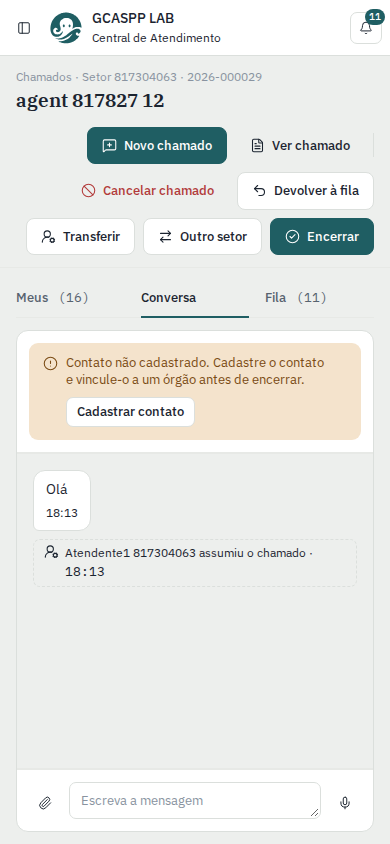 GCASPP LAB
Central de Atendimento
11
Chamados · Setor 817304063 · 2026-000029
agent 817827 12
Novo chamado
Ver chamado
Cancelar chamado
Devolver à fila
Transferir
Outro setor
Encerrar
Meus (16)
Conversa
Fila (11)
Contato não cadastrado. Cadastre o contato
e vincule-o a um órgão antes de encerrar.
Cadastrar contato
Olá
18:13
Atendente1 817304063 assumiu o chamado ·
18:13
Escreva a mensagem